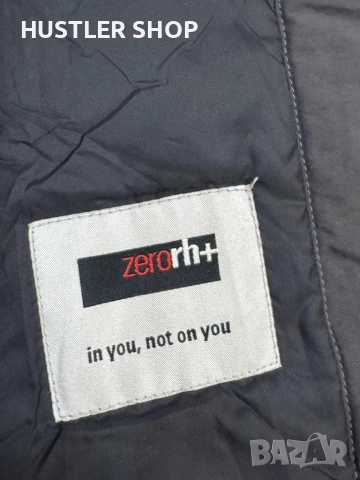 HUSTLER SHOP
zerorh+
in you, not on you
BAZAR